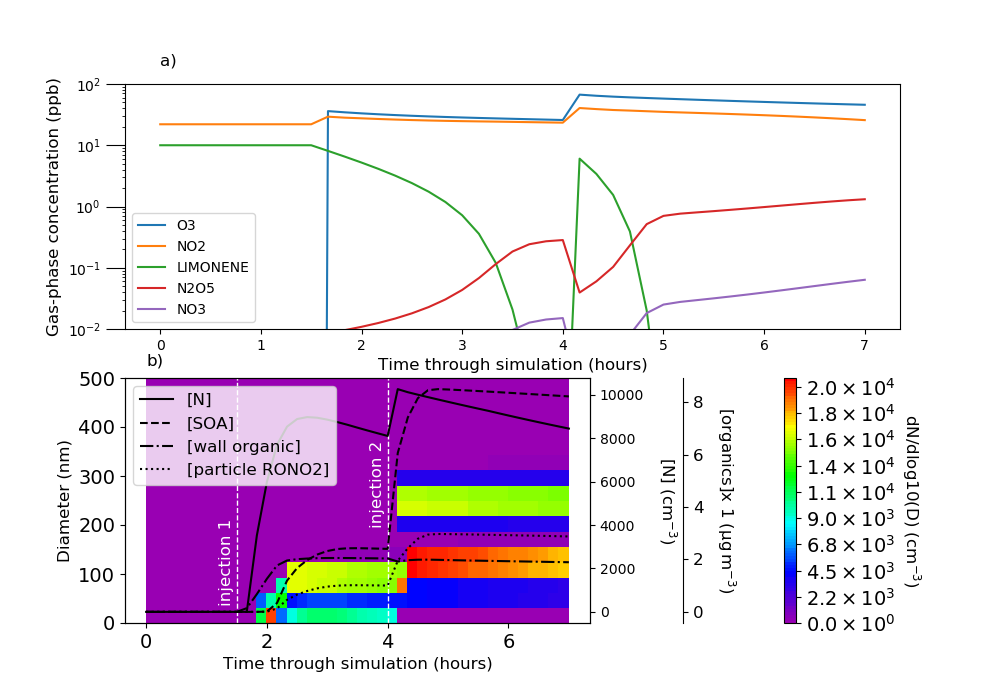 a)
Gas-phase concentration (ppb)
10²
10¹
10⁰
10⁻¹
10⁻²
O3
NO2
LIMONENE
N2O5
NO3
0 1 2 3 4 5 6 7
Time through simulation (hours)
b)
Diameter (nm)
500
400
300
200
100
0
[N]
[SOA]
[wall organic]
[particle RONO2]
injection 1
injection 2
0 2 4 6
Time through simulation (hours)
10000
8000
6000
4000
2000
0
[N] (cm⁻³)
8
6
4
2
0
[organics]x 1 (μg m⁻³)
2.0 × 10⁴
1.8 × 10⁴
1.6 × 10⁴
1.4 × 10⁴
1.1 × 10⁴
9.0 × 10³
6.8 × 10³
4.5 × 10³
2.2 × 10³
0.0 × 10⁰
dN/dlog10(D) (cm⁻³)